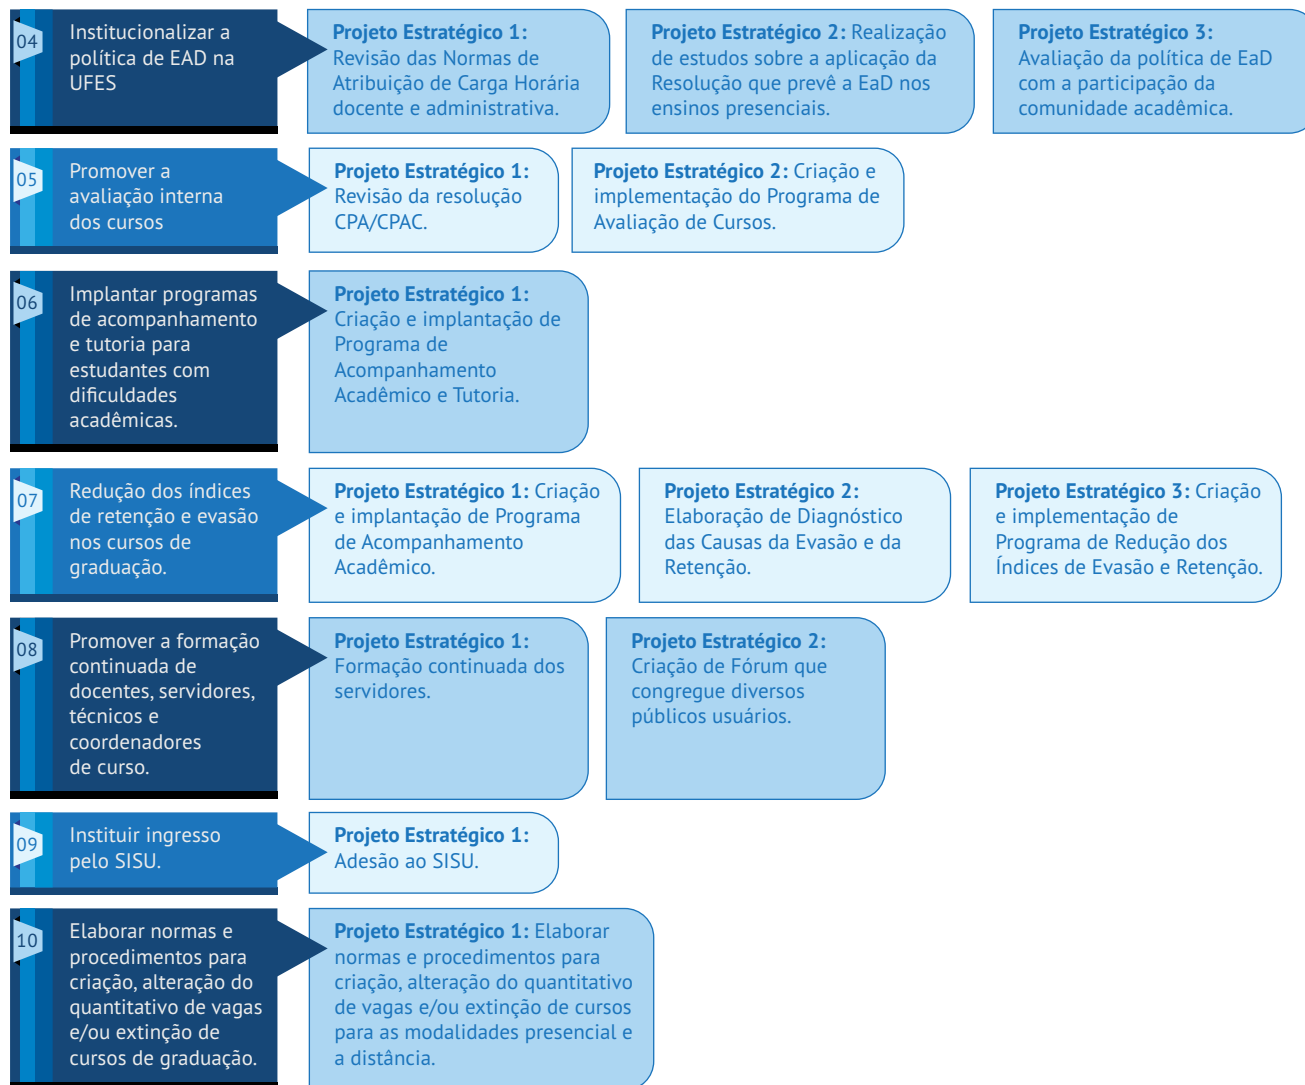 04
Institucionalizar a
política de EAD na
UFES
Projeto Estratégico 1:
Revisão das Normas de
Atribuição de Carga Horária
docente e administrativa.
Projeto Estratégico 2: Realização
de estudos sobre a aplicação da
Resolução que prevê a EaD nos
ensinos presenciais.
Projeto Estratégico 3:
Avaliação da política de EaD
com a participação da
comunidade acadêmica.
05
Promover a
avaliação interna
dos cursos
Projeto Estratégico 1:
Revisão da resolução
CPA/CPAC.
Projeto Estratégico 2: Criação e
implementação do Programa de
Avaliação de Cursos.
06
Implantar programas
de acompanhamento
e tutoria para
estudantes com
dificuldades
acadêmicas.
Projeto Estratégico 1:
Criação e implantação de
Programa de
Acompanhamento
Acadêmico e Tutoria.
07
Redução dos índices
de retenção e evasão
nos cursos de
graduação.
Projeto Estratégico 1: Criação
e implantação de Programa
de Acompanhamento
Acadêmico.
Projeto Estratégico 2:
Elaboração de Diagnóstico
das Causas da Evasão e da
Retenção.
Projeto Estratégico 3: Criação
e implementação de
Programa de Redução dos
Índices de Evasão e Retenção.
08
Promover a formação
continuada de
docentes, servidores,
técnicos e
coordenadores
de curso.
Projeto Estratégico 1:
Formação continuada dos
servidores.
Projeto Estratégico 2:
Criação de Fórum que
congregue diversos
públicos usuários.
09
Instituir ingresso
pelo SISU.
Projeto Estratégico 1:
Adesão ao SISU.
10
Elaborar normas e
procedimentos para
criação, alteração do
quantitativo de vagas
e/ou extinção de
cursos de graduação.
Projeto Estratégico 1: Elaborar
normas e procedimentos para
criação, alteração do quantitativo
de vagas e/ou extinção de cursos
para as modalidades presencial e
a distância.